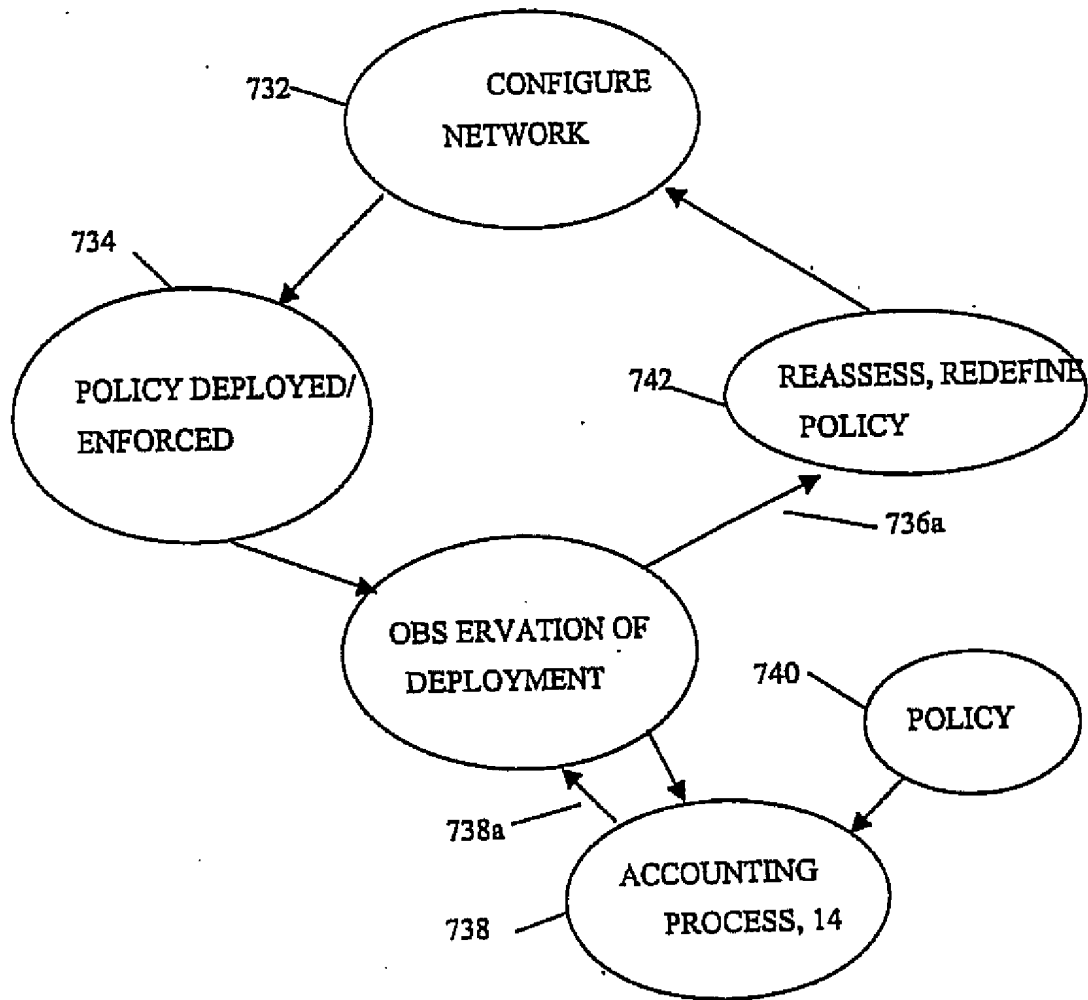 732
CONFIGURE
NETWORK
734
POLICY DEPLOYED/
ENFORCED
742
REASSESS, REDEFINE
POLICY
736a
OBS ERVATION OF
DEPLOYMENT
740
POLICY
738a
ACCOUNTING
PROCESS, 14
738